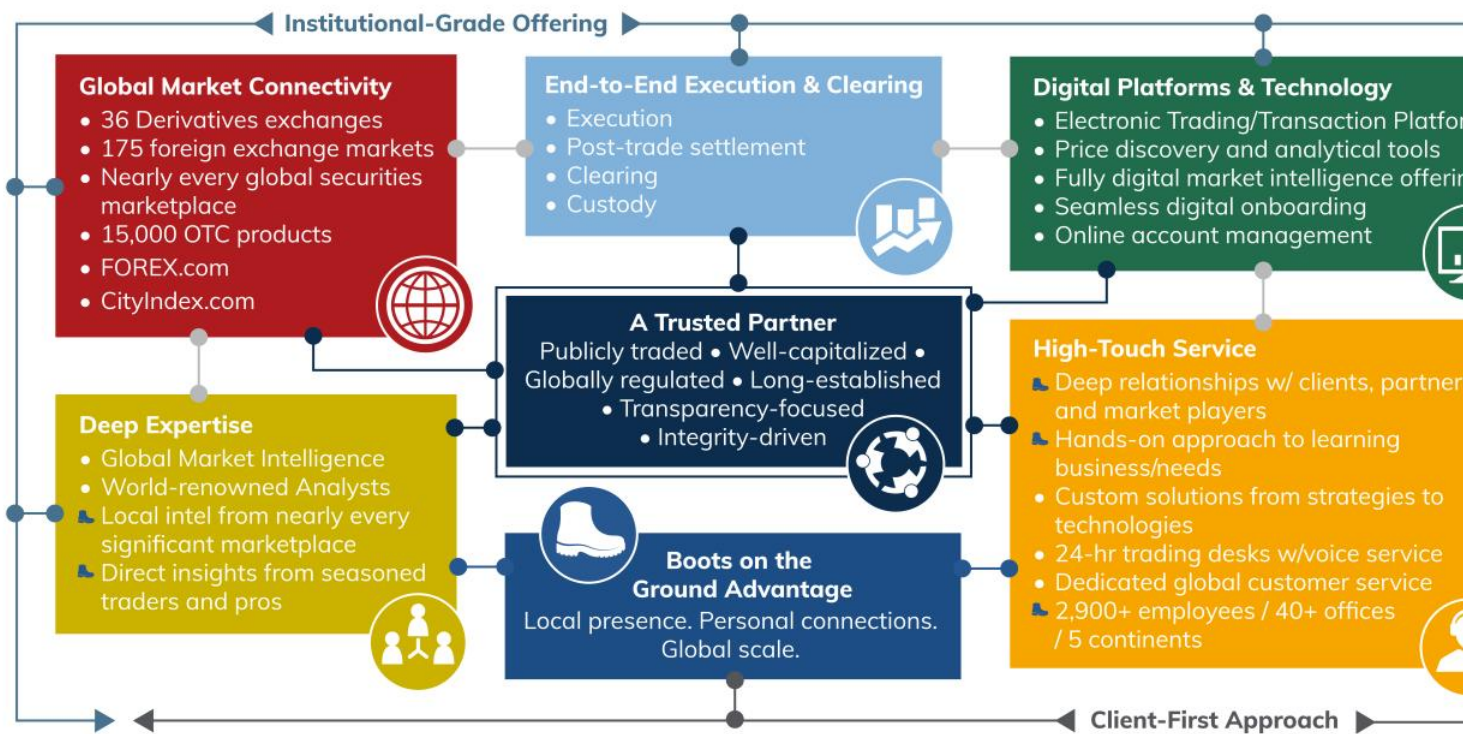 Institutional-Grade Offering
Global Market Connectivity
• 36 Derivatives exchanges
• 175 foreign exchange markets
• Nearly every global securities
marketplace
• 15,000 OTC products
• FOREX.com
• CityIndex.com
End-to-End Execution & Clearing
• Execution
• Post-trade settlement
• Clearing
• Custody
Digital Platforms & Technology
• Electronic Trading/Transaction Platfor
• Price discovery and analytical tools
• Fully digital market intelligence offerin
• Seamless digital onboarding
• Online account management
A Trusted Partner
Publicly traded • Well-capitalized •
Globally regulated • Long-established
• Transparency-focused
• Integrity-driven
Deep Expertise
• Global Market Intelligence
• World-renowned Analysts
Local intel from nearly every
significant marketplace
Direct insights from seasoned
traders and pros
Boots on the
Ground Advantage
Local presence. Personal connections.
Global scale.
High-Touch Service
Deep relationships w/ clients, partner
and market players
Hands-on approach to learning
business/needs
• Custom solutions from strategies to
technologies
• 24-hr trading desks w/voice service
• Dedicated global customer service
2,900+ employees / 40+ offices
/ 5 continents
Client-First Approach